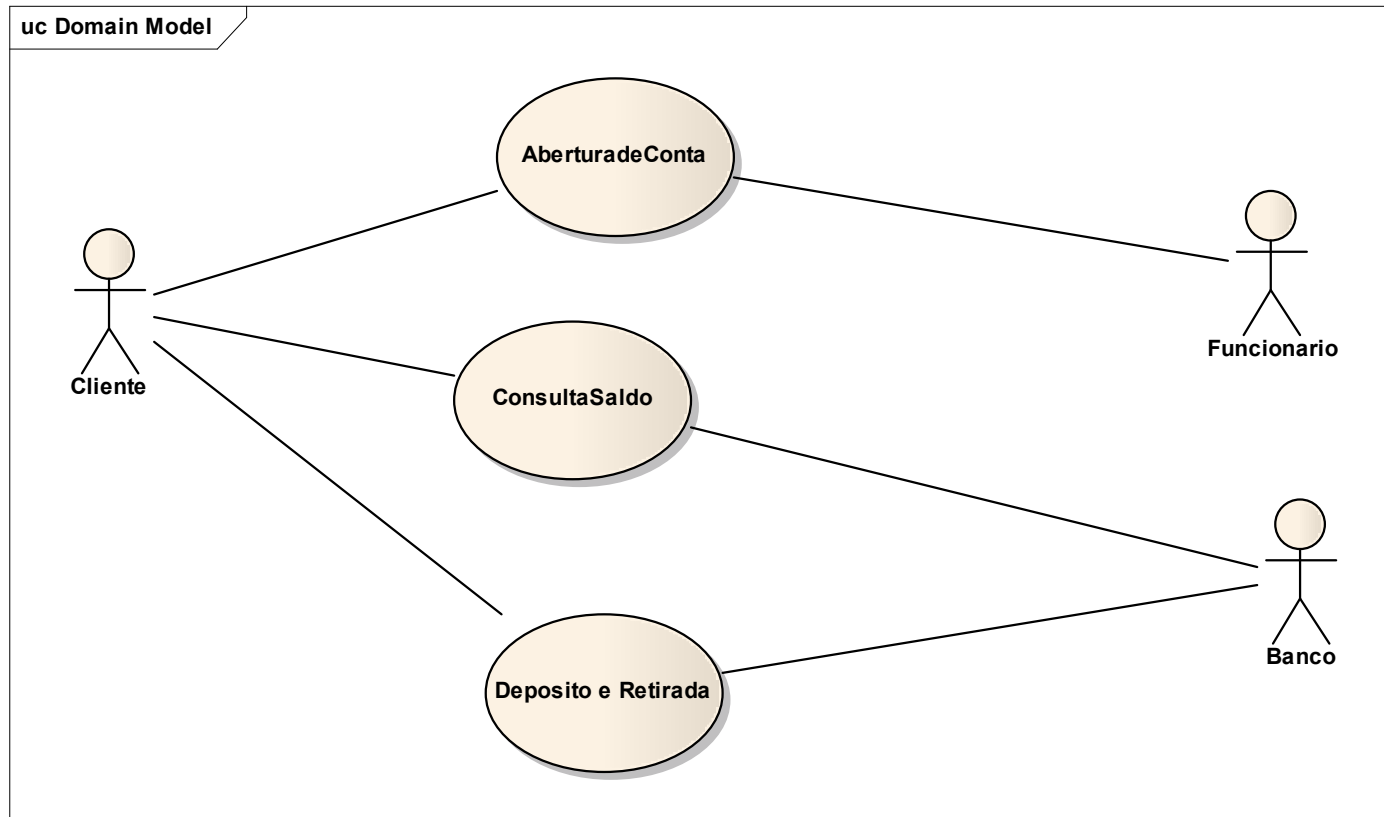 uc Domain Model
AberturadeConta
Funcionario
Cliente
ConsultaSaldo
Banco
Deposito e Retirada